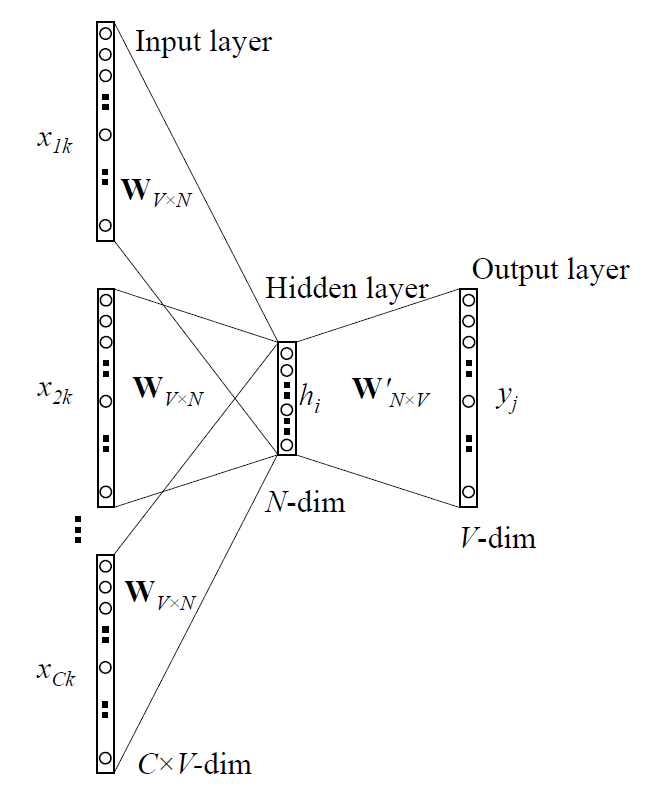 Input layer
x1k
WV×N
Hidden layer
Output layer
x2k
WV×N
hi
W'N×V
yj
N-dim
V-dim
WV×N
xCk
C×V-dim